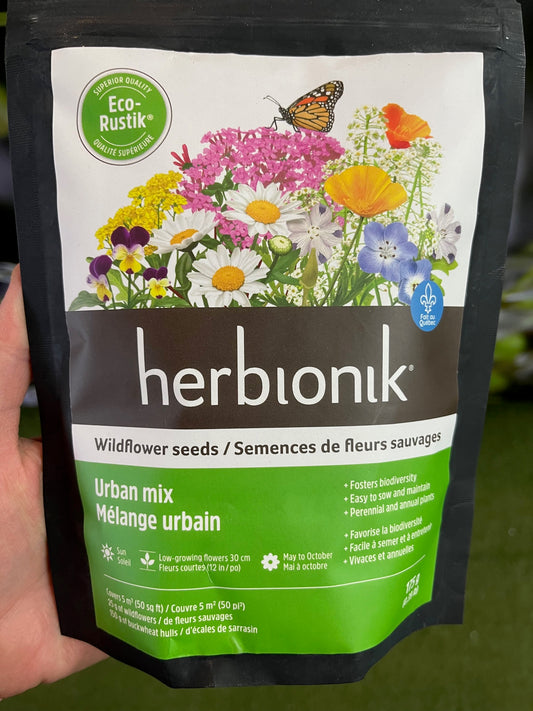 SUPERIOR QUALITY
Eco-
Rustik®
QUALITÉ SUPÉRIEURE
Fait au
Québec
herbionik®
Wildflower seeds / Semences de fleurs sauvages
Urban mix
Mélange urbain
+ Fosters biodiversity
+ Easy to sow and maintain
+ Perennial and annual plants
+ Favorise la biodiversité
+ Facile à semer et à entretenir
+ Vivaces et annuelles
Sun
Soleil
Low-growing flowers 30 cm
Fleurs courtes (12 in / po)
May to October
Mai à octobre
Covers 5 m² (50 sq ft) / Couvre 5 m² (50 pi²)
25 g of wildflowers / de fleurs sauvages
150 g of buckwheat hulls / d'écales de sarrasin
175 g